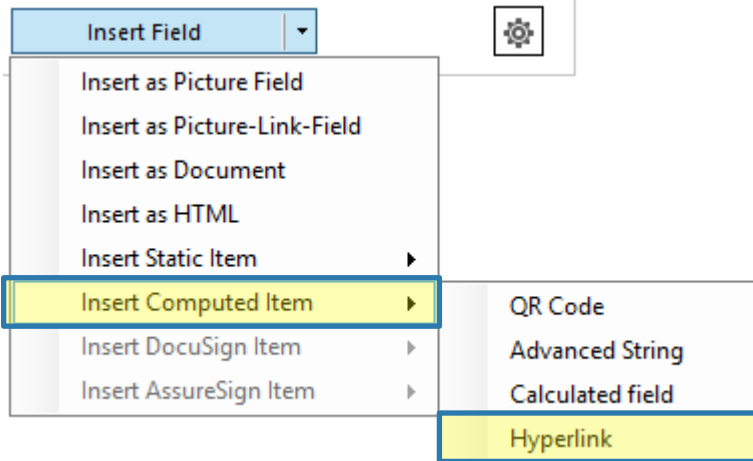 Insert Field
Insert as Picture Field
Insert as Picture-Link-Field
Insert as Document
Insert as HTML
Insert Static Item
Insert Computed Item
Insert DocuSign Item
Insert AssureSign Item
QR Code
Advanced String
Calculated field
Hyperlink